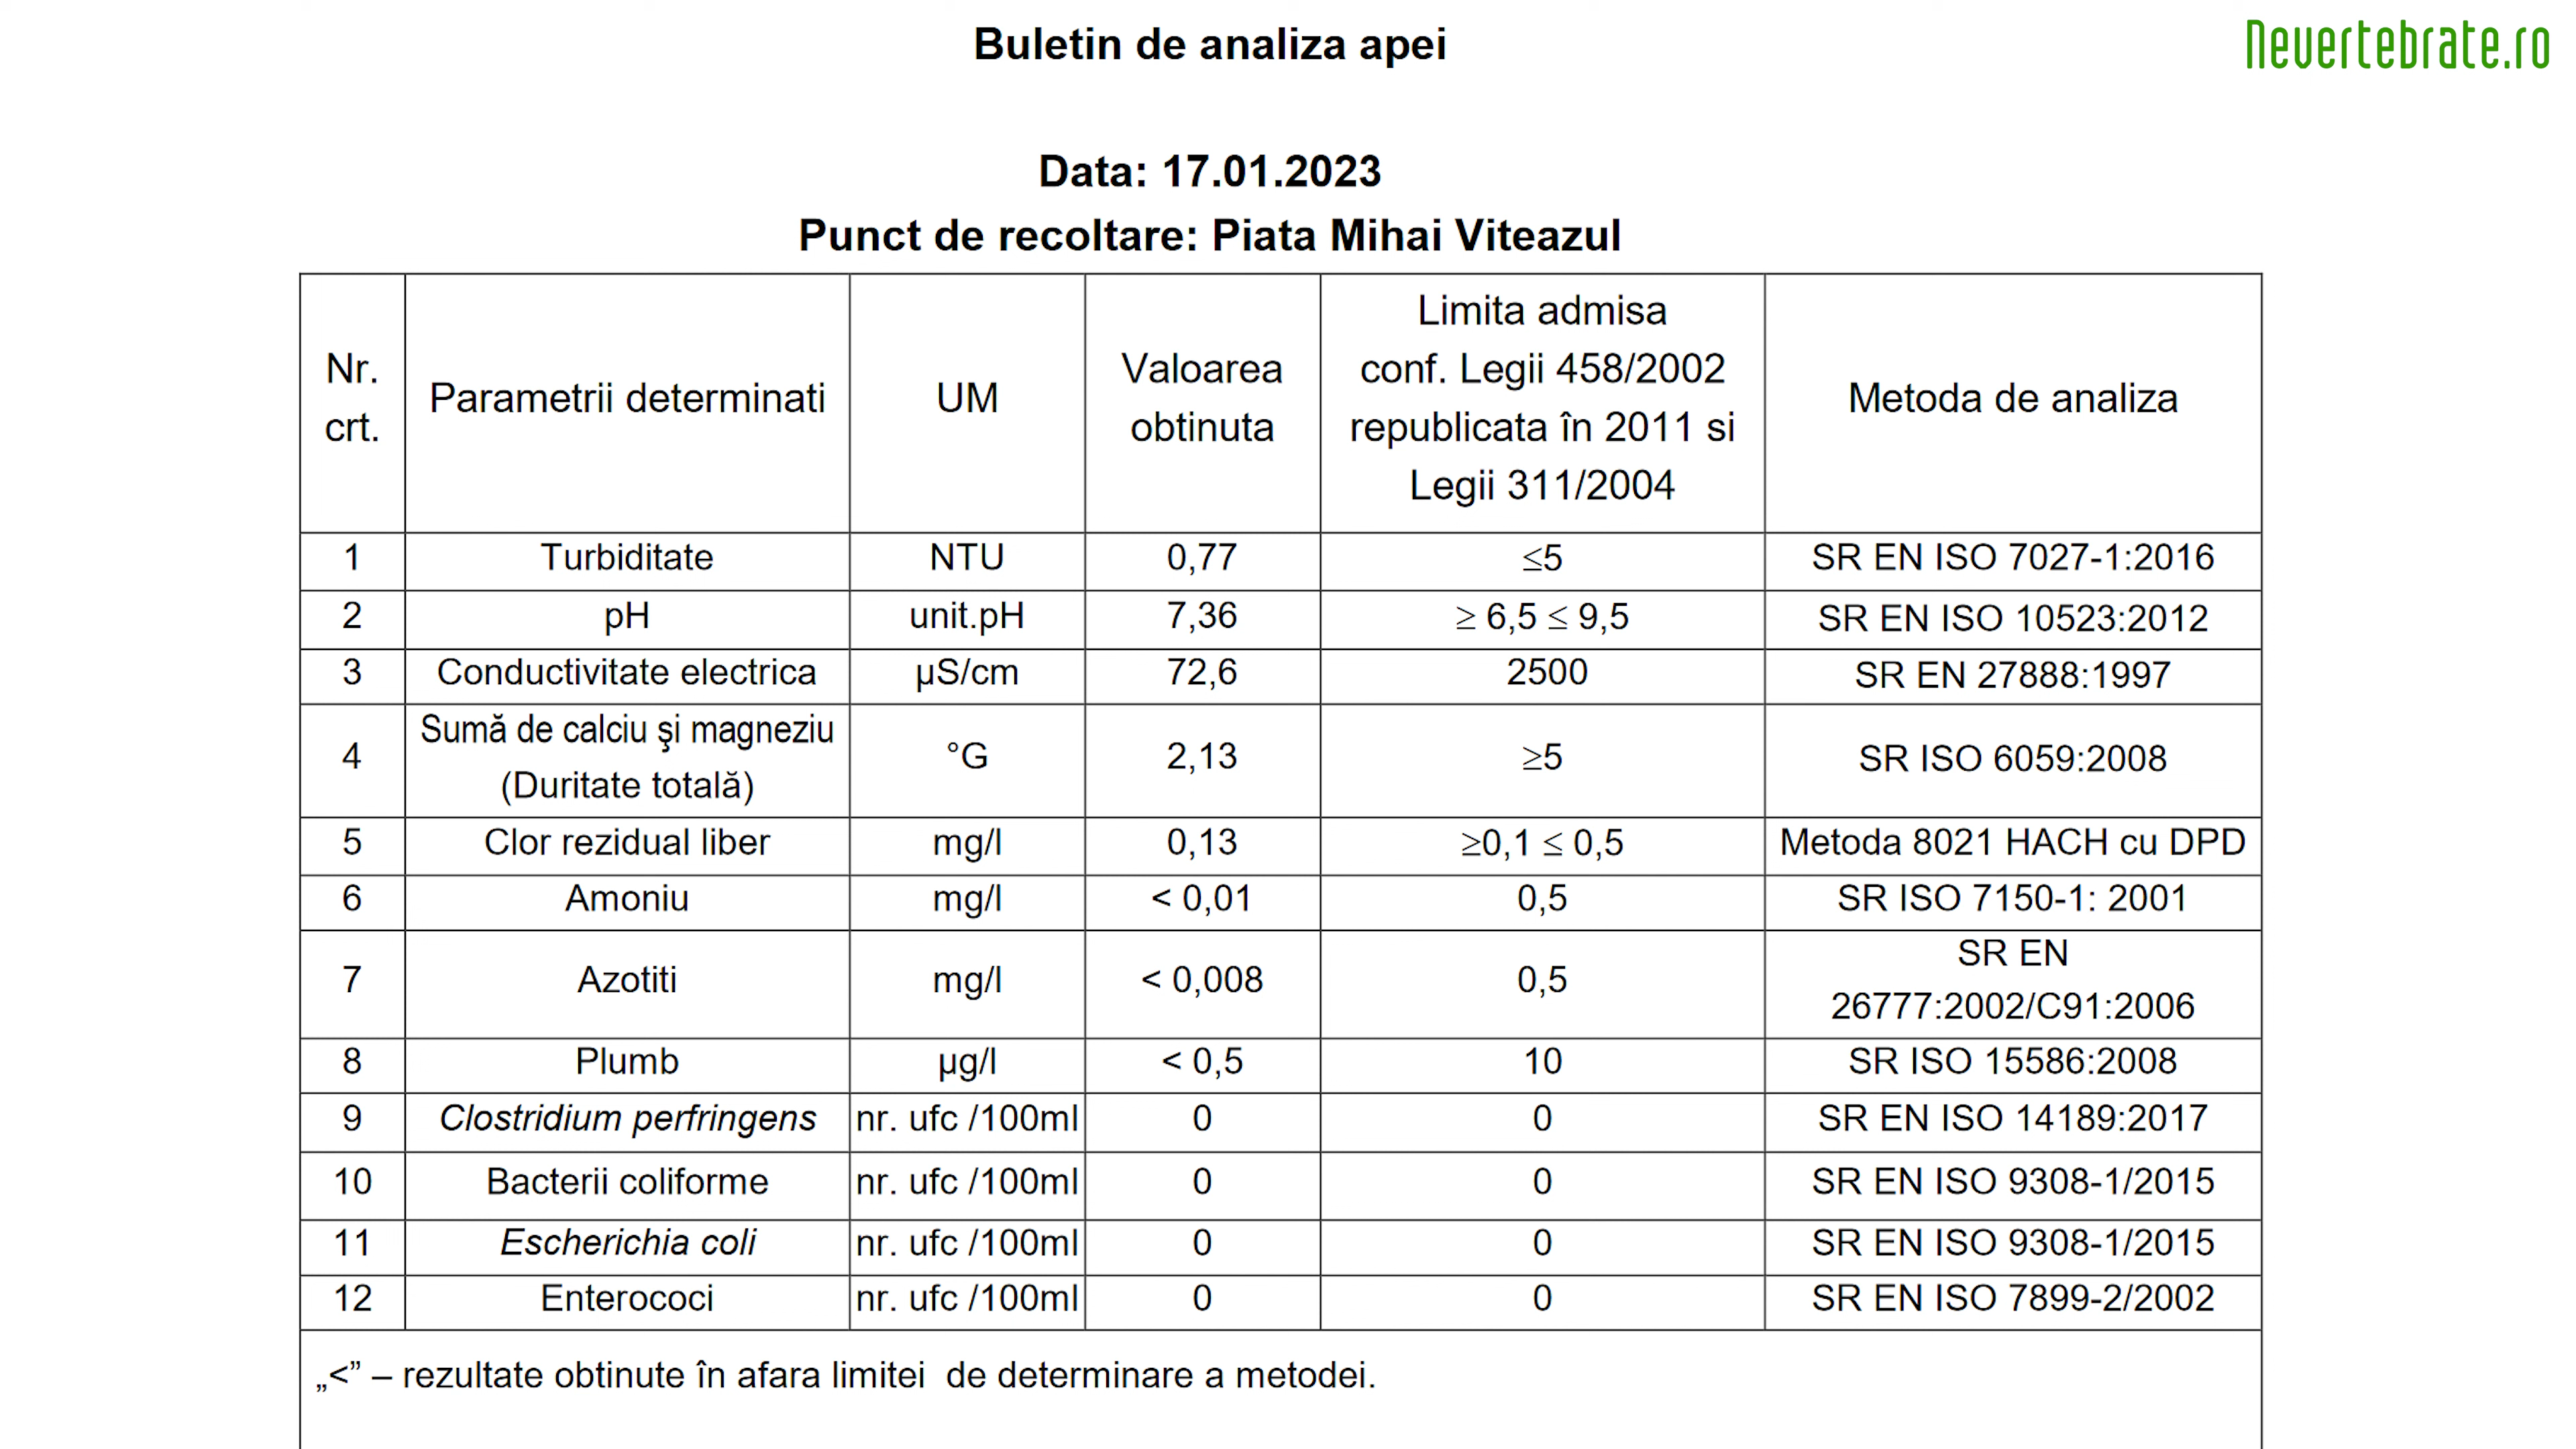 Buletin de analiza apei
Nevertebrate.ro
Data: 17.01.2023
Punct de recoltare: Piata Mihai Viteazul
Nr. crt. Parametrii determinati UM Valoarea obtinuta Limita admisa conf. Legii 458/2002 republicata în 2011 si Legii 311/2004 Metoda de analiza
1 Turbiditate NTU 0,77 ≤5 SR EN ISO 7027-1:2016
2 pH unit.pH 7,36 ≥ 6,5 ≤ 9,5 SR EN ISO 10523:2012
3 Conductivitate electrica µS/cm 72,6 2500 SR EN 27888:1997
4 Sumă de calciu şi magneziu (Duritate totală) °G 2,13 ≥5 SR ISO 6059:2008
5 Clor rezidual liber mg/l 0,13 ≥0,1 ≤ 0,5 Metoda 8021 HACH cu DPD
6 Amoniu mg/l < 0,01 0,5 SR ISO 7150-1: 2001
7 Azotiti mg/l < 0,008 0,5 SR EN 26777:2002/C91:2006
8 Plumb µg/l < 0,5 10 SR ISO 15586:2008
9 Clostridium perfringens nr. ufc /100ml 0 0 SR EN ISO 14189:2017
10 Bacterii coliforme nr. ufc /100ml 0 0 SR EN ISO 9308-1/2015
11 Escherichia coli nr. ufc /100ml 0 0 SR EN ISO 9308-1/2015
12 Enterococi nr. ufc /100ml 0 0 SR EN ISO 7899-2/2002
„<” – rezultate obtinute în afara limitei de determinare a metodei.